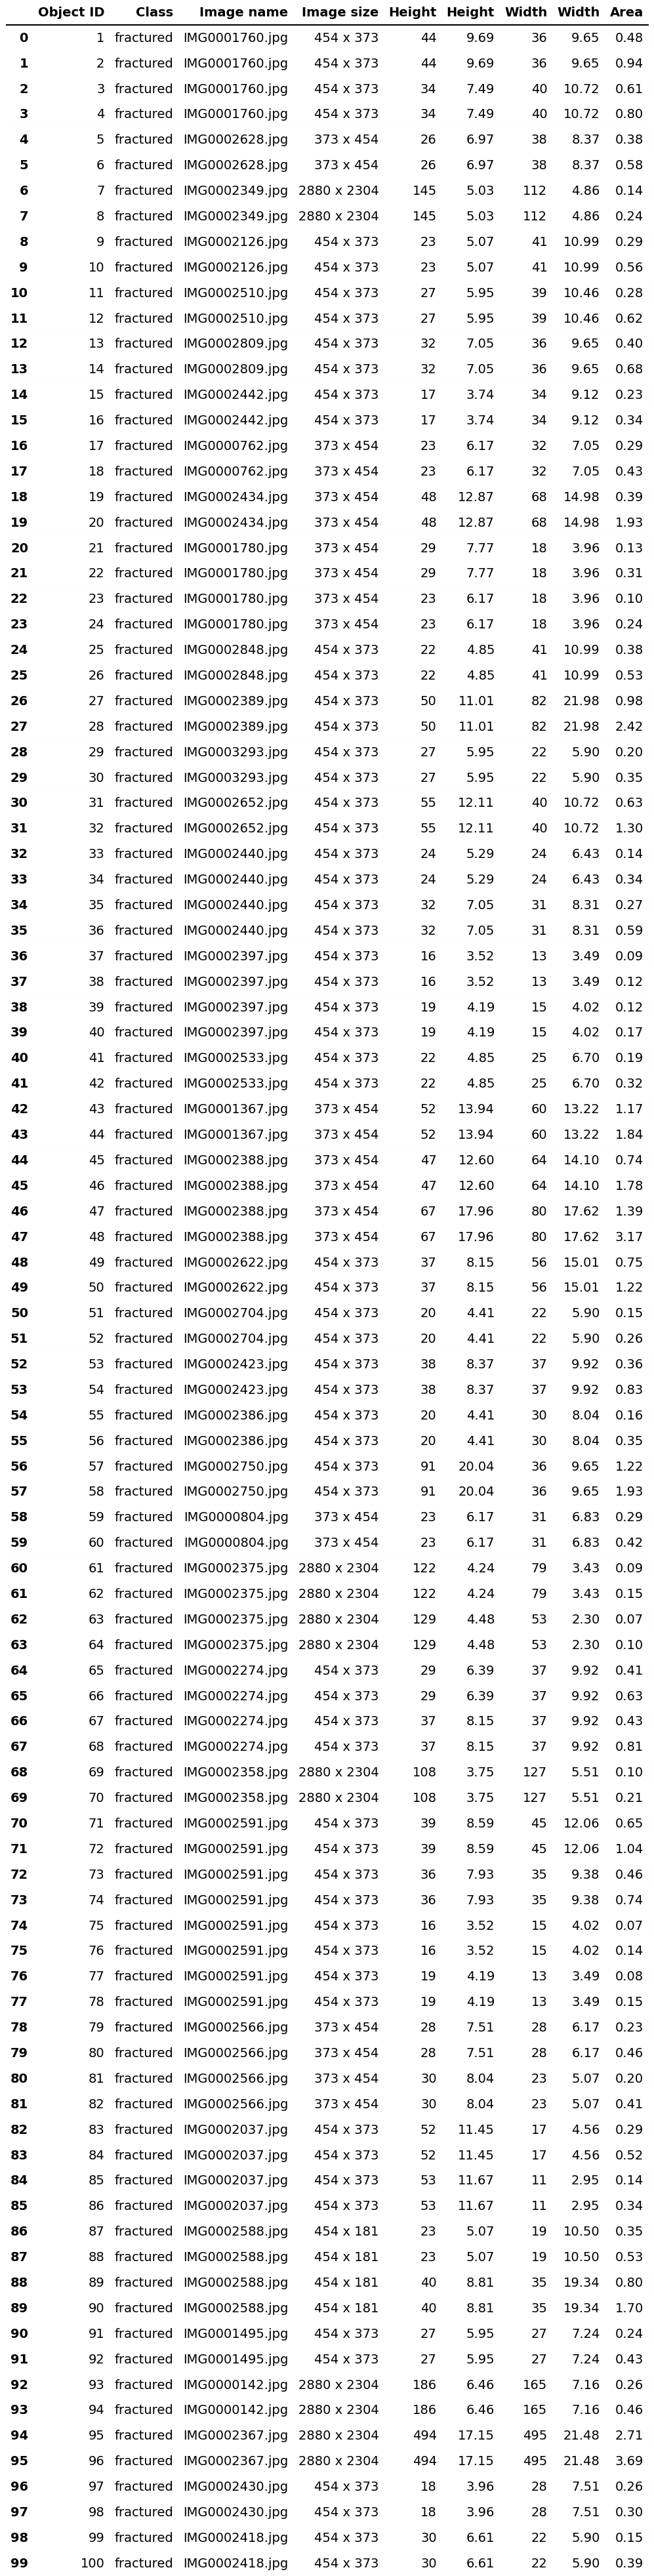 Object ID Class Image name Image size Height Height Width Width Area
0 1 fractured IMG0001760.jpg 454 x 373 44 9.69 36 9.65 0.48
1 2 fractured IMG0001760.jpg 454 x 373 44 9.69 36 9.65 0.94
2 3 fractured IMG0001760.jpg 454 x 373 34 7.49 40 10.72 0.61
3 4 fractured IMG0001760.jpg 454 x 373 34 7.49 40 10.72 0.80
4 5 fractured IMG0002628.jpg 373 x 454 26 6.97 38 8.37 0.38
5 6 fractured IMG0002628.jpg 373 x 454 26 6.97 38 8.37 0.58
6 7 fractured IMG0002349.jpg 2880 x 2304 145 5.03 112 4.86 0.14
7 8 fractured IMG0002349.jpg 2880 x 2304 145 5.03 112 4.86 0.24
8 9 fractured IMG0002126.jpg 454 x 373 23 5.07 41 10.99 0.29
9 10 fractured IMG0002126.jpg 454 x 373 23 5.07 41 10.99 0.56
10 11 fractured IMG0002510.jpg 454 x 373 27 5.95 39 10.46 0.28
11 12 fractured IMG0002510.jpg 454 x 373 27 5.95 39 10.46 0.62
12 13 fractured IMG0002809.jpg 454 x 373 32 7.05 36 9.65 0.40
13 14 fractured IMG0002809.jpg 454 x 373 32 7.05 36 9.65 0.68
14 15 fractured IMG0002442.jpg 454 x 373 17 3.74 34 9.12 0.23
15 16 fractured IMG0002442.jpg 454 x 373 17 3.74 34 9.12 0.34
16 17 fractured IMG0000762.jpg 373 x 454 23 6.17 32 7.05 0.29
17 18 fractured IMG0000762.jpg 373 x 454 23 6.17 32 7.05 0.43
18 19 fractured IMG0002434.jpg 373 x 454 48 12.87 68 14.98 0.39
19 20 fractured IMG0002434.jpg 373 x 454 48 12.87 68 14.98 1.93
20 21 fractured IMG0001780.jpg 373 x 454 29 7.77 18 3.96 0.13
21 22 fractured IMG0001780.jpg 373 x 454 29 7.77 18 3.96 0.31
22 23 fractured IMG0001780.jpg 373 x 454 23 6.17 18 3.96 0.10
23 24 fractured IMG0001780.jpg 373 x 454 23 6.17 18 3.96 0.24
24 25 fractured IMG0002848.jpg 454 x 373 22 4.85 41 10.99 0.38
25 26 fractured IMG0002848.jpg 454 x 373 22 4.85 41 10.99 0.53
26 27 fractured IMG0002389.jpg 454 x 373 50 11.01 82 21.98 0.98
27 28 fractured IMG0002389.jpg 454 x 373 50 11.01 82 21.98 2.42
28 29 fractured IMG0003293.jpg 454 x 373 27 5.95 22 5.90 0.20
29 30 fractured IMG0003293.jpg 454 x 373 27 5.95 22 5.90 0.35
30 31 fractured IMG0002652.jpg 454 x 373 55 12.11 40 10.72 0.63
31 32 fractured IMG0002652.jpg 454 x 373 55 12.11 40 10.72 1.30
32 33 fractured IMG0002440.jpg 454 x 373 24 5.29 24 6.43 0.14
33 34 fractured IMG0002440.jpg 454 x 373 24 5.29 24 6.43 0.34
34 35 fractured IMG0002440.jpg 454 x 373 32 7.05 31 8.31 0.27
35 36 fractured IMG0002440.jpg 454 x 373 32 7.05 31 8.31 0.59
36 37 fractured IMG0002397.jpg 454 x 373 16 3.52 13 3.49 0.09
37 38 fractured IMG0002397.jpg 454 x 373 16 3.52 13 3.49 0.12
38 39 fractured IMG0002397.jpg 454 x 373 19 4.19 15 4.02 0.12
39 40 fractured IMG0002397.jpg 454 x 373 19 4.19 15 4.02 0.17
40 41 fractured IMG0002533.jpg 454 x 373 22 4.85 25 6.70 0.19
41 42 fractured IMG0002533.jpg 454 x 373 22 4.85 25 6.70 0.32
42 43 fractured IMG0001367.jpg 373 x 454 52 13.94 60 13.22 1.17
43 44 fractured IMG0001367.jpg 373 x 454 52 13.94 60 13.22 1.84
44 45 fractured IMG0002388.jpg 373 x 454 47 12.60 64 14.10 0.74
45 46 fractured IMG0002388.jpg 373 x 454 47 12.60 64 14.10 1.78
46 47 fractured IMG0002388.jpg 373 x 454 67 17.96 80 17.62 1.39
47 48 fractured IMG0002388.jpg 373 x 454 67 17.96 80 17.62 3.17
48 49 fractured IMG0002622.jpg 454 x 373 37 8.15 56 15.01 0.75
49 50 fractured IMG0002622.jpg 454 x 373 37 8.15 56 15.01 1.22
50 51 fractured IMG0002704.jpg 454 x 373 20 4.41 22 5.90 0.15
51 52 fractured IMG0002704.jpg 454 x 373 20 4.41 22 5.90 0.26
52 53 fractured IMG0002423.jpg 454 x 373 38 8.37 37 9.92 0.36
53 54 fractured IMG0002423.jpg 454 x 373 38 8.37 37 9.92 0.83
54 55 fractured IMG0002386.jpg 454 x 373 20 4.41 30 8.04 0.16
55 56 fractured IMG0002386.jpg 454 x 373 20 4.41 30 8.04 0.35
56 57 fractured IMG0002750.jpg 454 x 373 91 20.04 36 9.65 1.22
57 58 fractured IMG0002750.jpg 454 x 373 91 20.04 36 9.65 1.93
58 59 fractured IMG0000804.jpg 373 x 454 23 6.17 31 6.83 0.29
59 60 fractured IMG0000804.jpg 373 x 454 23 6.17 31 6.83 0.42
60 61 fractured IMG0002375.jpg 2880 x 2304 122 4.24 79 3.43 0.09
61 62 fractured IMG0002375.jpg 2880 x 2304 122 4.24 79 3.43 0.15
62 63 fractured IMG0002375.jpg 2880 x 2304 129 4.48 53 2.30 0.07
63 64 fractured IMG0002375.jpg 2880 x 2304 129 4.48 53 2.30 0.10
64 65 fractured IMG0002274.jpg 454 x 373 29 6.39 37 9.92 0.41
65 66 fractured IMG0002274.jpg 454 x 373 29 6.39 37 9.92 0.63
66 67 fractured IMG0002274.jpg 454 x 373 37 8.15 37 9.92 0.43
67 68 fractured IMG0002274.jpg 454 x 373 37 8.15 37 9.92 0.81
68 69 fractured IMG0002358.jpg 2880 x 2304 108 3.75 127 5.51 0.10
69 70 fractured IMG0002358.jpg 2880 x 2304 108 3.75 127 5.51 0.21
70 71 fractured IMG0002591.jpg 454 x 373 39 8.59 45 12.06 0.65
71 72 fractured IMG0002591.jpg 454 x 373 39 8.59 45 12.06 1.04
72 73 fractured IMG0002591.jpg 454 x 373 36 7.93 35 9.38 0.46
73 74 fractured IMG0002591.jpg 454 x 373 36 7.93 35 9.38 0.74
74 75 fractured IMG0002591.jpg 454 x 373 16 3.52 15 4.02 0.07
75 76 fractured IMG0002591.jpg 454 x 373 16 3.52 15 4.02 0.14
76 77 fractured IMG0002591.jpg 454 x 373 19 4.19 13 3.49 0.08
77 78 fractured IMG0002591.jpg 454 x 373 19 4.19 13 3.49 0.15
78 79 fractured IMG0002566.jpg 373 x 454 28 7.51 28 6.17 0.23
79 80 fractured IMG0002566.jpg 373 x 454 28 7.51 28 6.17 0.46
80 81 fractured IMG0002566.jpg 373 x 454 30 8.04 23 5.07 0.20
81 82 fractured IMG0002566.jpg 373 x 454 30 8.04 23 5.07 0.41
82 83 fractured IMG0002037.jpg 454 x 373 52 11.45 17 4.56 0.29
83 84 fractured IMG0002037.jpg 454 x 373 52 11.45 17 4.56 0.52
84 85 fractured IMG0002037.jpg 454 x 373 53 11.67 11 2.95 0.14
85 86 fractured IMG0002037.jpg 454 x 373 53 11.67 11 2.95 0.34
86 87 fractured IMG0002588.jpg 454 x 181 23 5.07 19 10.50 0.35
87 88 fractured IMG0002588.jpg 454 x 181 23 5.07 19 10.50 0.53
88 89 fractured IMG0002588.jpg 454 x 181 40 8.81 35 19.34 0.80
89 90 fractured IMG0002588.jpg 454 x 181 40 8.81 35 19.34 1.70
90 91 fractured IMG0001495.jpg 454 x 373 27 5.95 27 7.24 0.24
91 92 fractured IMG0001495.jpg 454 x 373 27 5.95 27 7.24 0.43
92 93 fractured IMG0000142.jpg 2880 x 2304 186 6.46 165 7.16 0.26
93 94 fractured IMG0000142.jpg 2880 x 2304 186 6.46 165 7.16 0.46
94 95 fractured IMG0002367.jpg 2880 x 2304 494 17.15 495 21.48 2.71
95 96 fractured IMG0002367.jpg 2880 x 2304 494 17.15 495 21.48 3.69
96 97 fractured IMG0002430.jpg 454 x 373 18 3.96 28 7.51 0.26
97 98 fractured IMG0002430.jpg 454 x 373 18 3.96 28 7.51 0.30
98 99 fractured IMG0002418.jpg 454 x 373 30 6.61 22 5.90 0.15
99 100 fractured IMG0002418.jpg 454 x 373 30 6.61 22 5.90 0.39